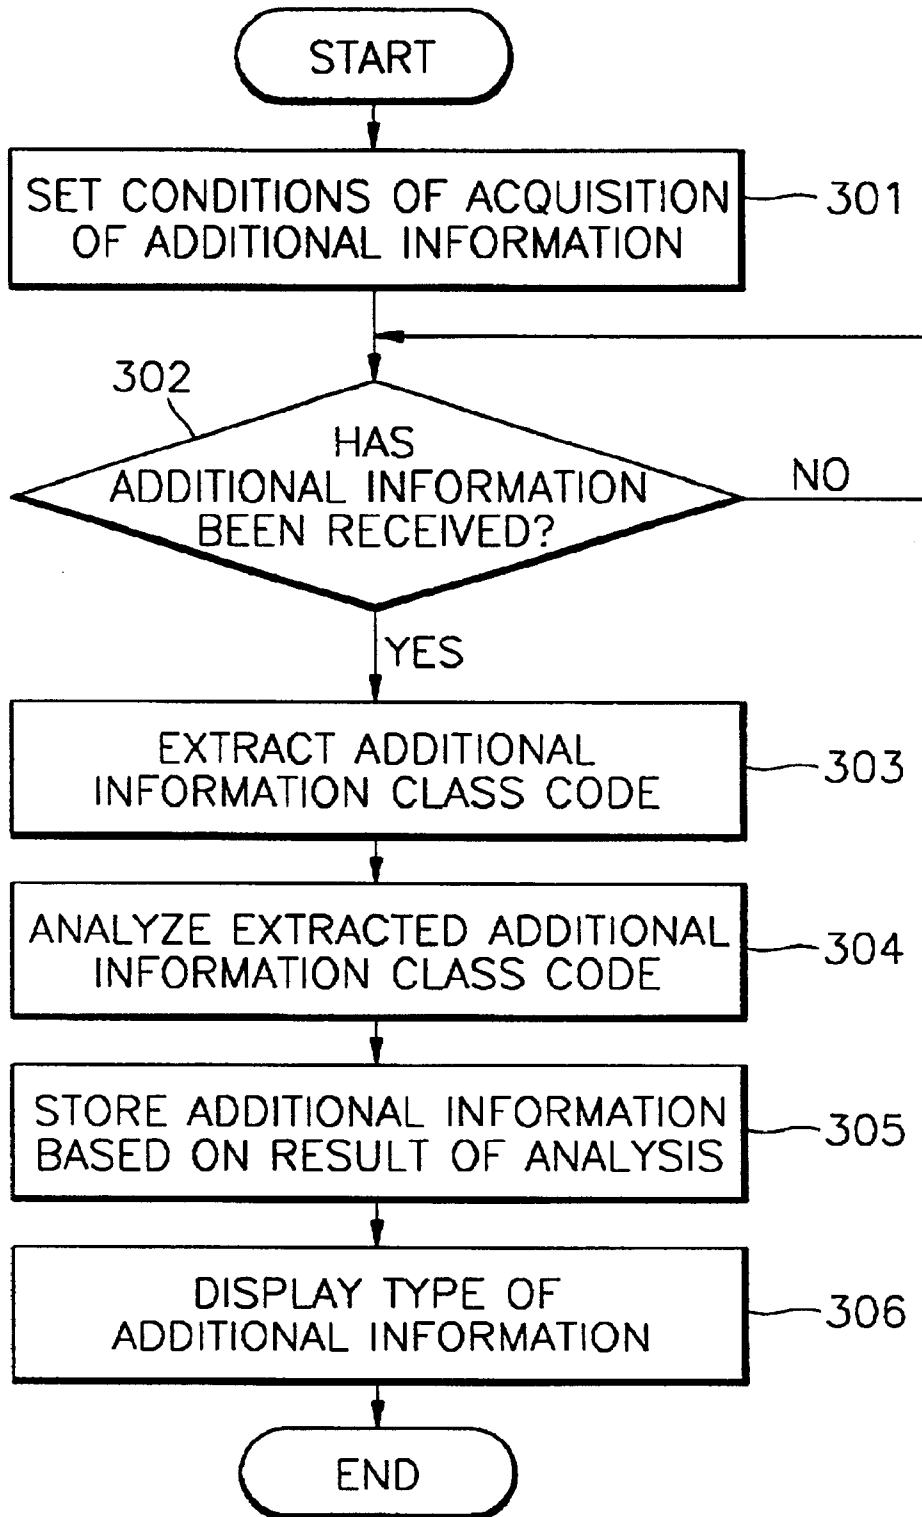 START
SET CONDITIONS OF ACQUISITION
OF ADDITIONAL INFORMATION
301
302
HAS
ADDITIONAL INFORMATION
BEEN RECEIVED?
NO
YES
EXTRACT ADDITIONAL
INFORMATION CLASS CODE
303
ANALYZE EXTRACTED ADDITIONAL
INFORMATION CLASS CODE
304
STORE ADDITIONAL INFORMATION
BASED ON RESULT OF ANALYSIS
305
DISPLAY TYPE OF
ADDITIONAL INFORMATION
306
END